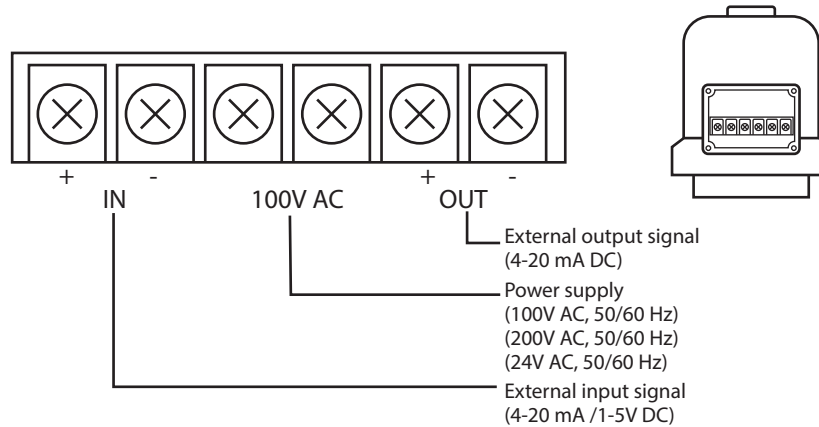 + - + -
IN 100V AC OUT
External output signal
(4-20 mA DC)
Power supply
(100V AC, 50/60 Hz)
(200V AC, 50/60 Hz)
(24V AC, 50/60 Hz)
External input signal
(4-20 mA /1-5V DC)